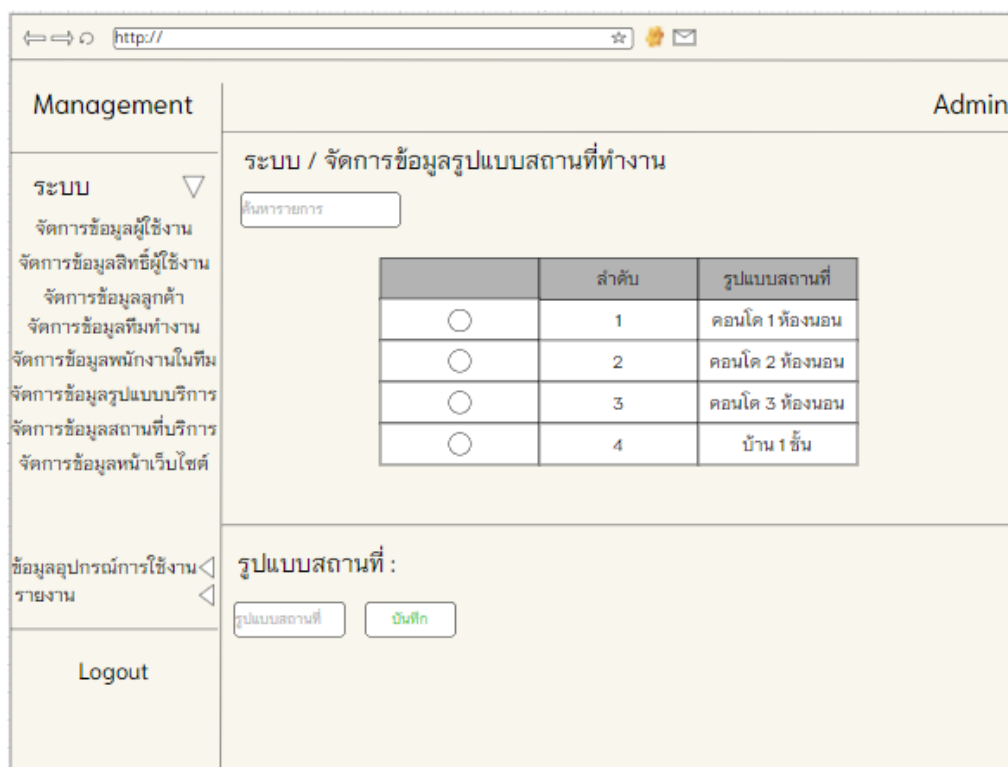 http://
Management
Admin
ระบบ / จัดการข้อมูลรูปแบบสถานที่ทำงาน
ระบบ
ค้นหารายการ
จัดการข้อมูลผู้ใช้งาน
จัดการข้อมูลสิทธิ์ผู้ใช้งาน
จัดการข้อมูลลูกค้า
จัดการข้อมูลทีมทำงาน
จัดการข้อมูลพนักงานในทีม
จัดการข้อมูลรูปแบบบริการ
จัดการข้อมูลสถานที่บริการ
จัดการข้อมูลหน้าเว็บไซต์
ลำดับ รูปแบบสถานที่
1 คอนโด 1 ห้องนอน
2 คอนโด 2 ห้องนอน
3 คอนโด 3 ห้องนอน
4 บ้าน 1 ชั้น
ข้อมูลอุปกรณ์การใช้งาน
รายงาน
Logout
รูปแบบสถานที่ :
รูปแบบสถานที่
บันทึก